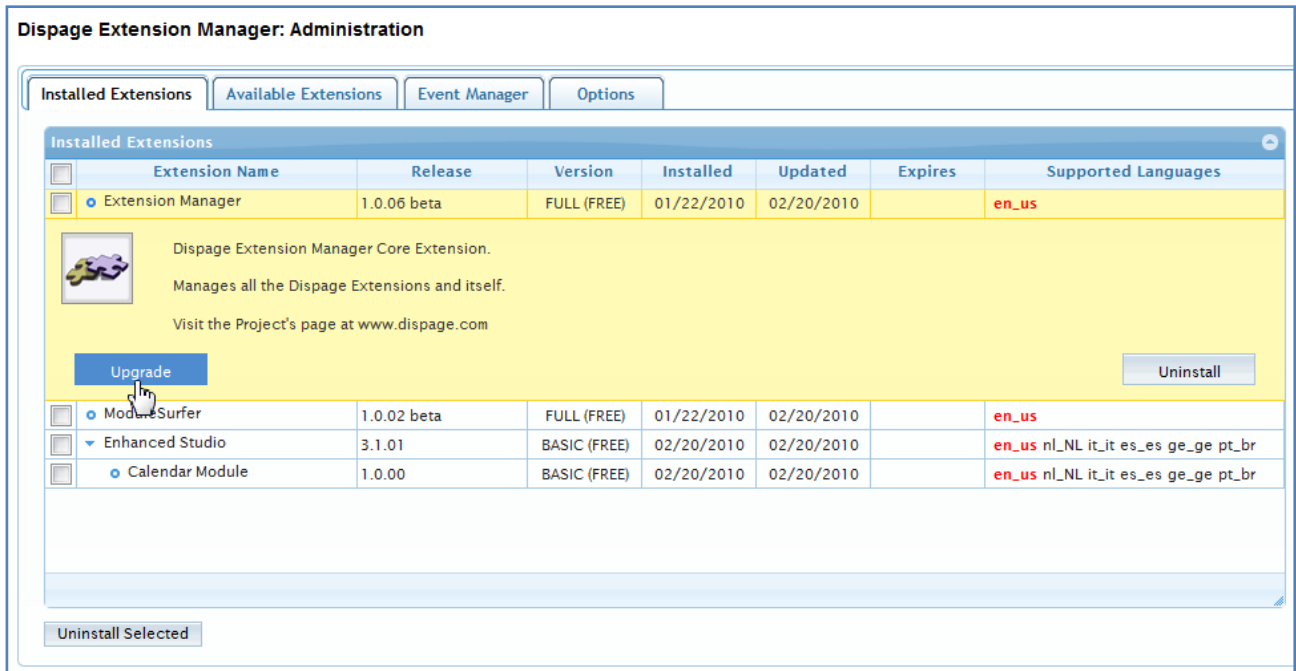 Dispage Extension Manager: Administration
Installed Extensions Available Extensions Event Manager Options
Installed Extensions
Extension Name Release Version Installed Updated Expires Supported Languages
Extension Manager 1.0.06 beta FULL (FREE) 01/22/2010 02/20/2010 en_us
Dispage Extension Manager Core Extension.
Manages all the Dispage Extensions and itself.
Visit the Project's page at www.dispage.com
Upgrade Uninstall
ModuleSurfer 1.0.02 beta FULL (FREE) 01/22/2010 02/20/2010 en_us
Enhanced Studio 3.1.01 BASIC (FREE) 02/20/2010 02/20/2010 en_us nl_NL it_it es_es ge_ge pt_br
Calendar Module 1.0.00 BASIC (FREE) 02/20/2010 02/20/2010 en_us nl_NL it_it es_es ge_ge pt_br
Uninstall Selected